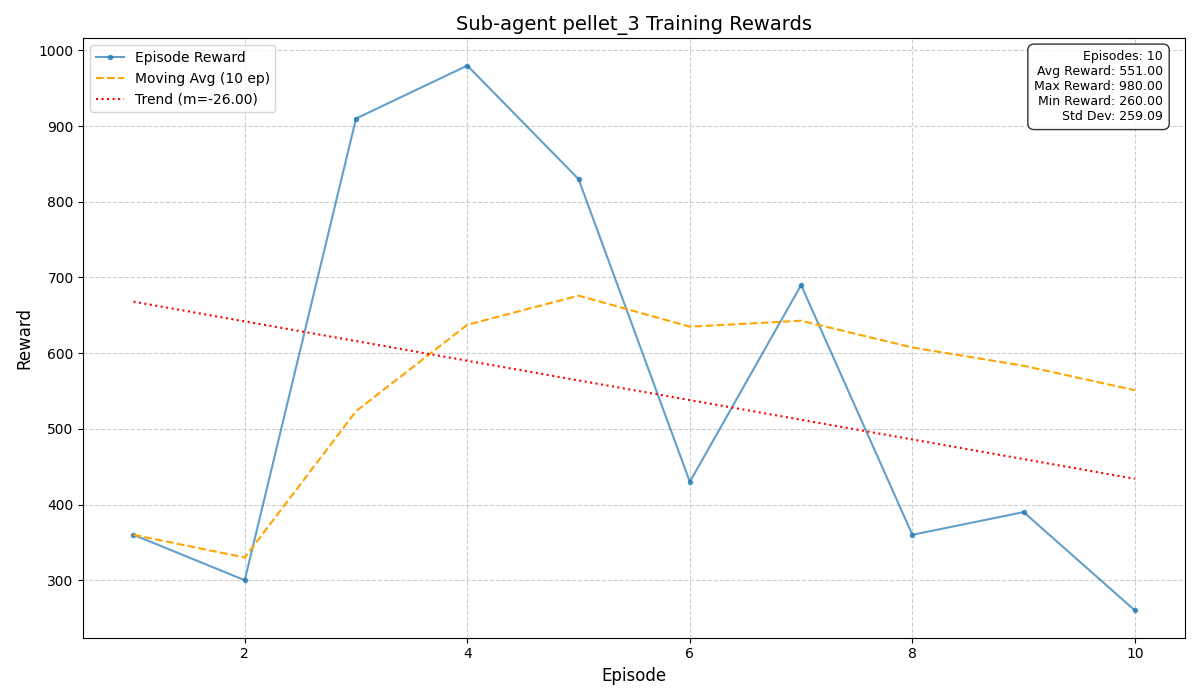 Sub-agent pellet_3 Training Rewards
Episode Reward
Moving Avg (10 ep)
Trend (m=-26.00)
Episodes: 10
Avg Reward: 551.00
Max Reward: 980.00
Min Reward: 260.00
Std Dev: 259.09
Reward
1000
900
800
700
600
500
400
300
2 4 6 8 10
Episode